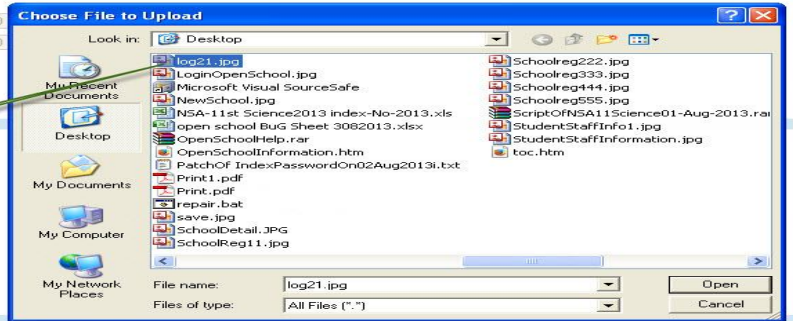 Choose File to Upload
Look in: Desktop
My Recent Documents
Desktop
My Documents
My Computer
My Network Places
log21.jpg
LoginOpenSchool.jpg
Microsoft Visual SourceSafe
NewSchool.jpg
NSA-11st Science2013 index-No-2013.xls
open school BuG Sheet 3082013.xlsx
OpenSchoolHelp.rar
OpenSchoolInformation.htm
PatchOf IndexPasswordOn02Aug2013i.txt
Print1.pdf
Print.pdf
repair.bat
save.jpg
SchoolDetail.JPG
SchoolReg11.jpg
Schoolreg222.jpg
Schoolreg333.jpg
Schoolreg444.jpg
Schoolreg555.jpg
ScriptOfNSA11Science01-Aug-2013.rar
StudentStaffInfo1.jpg
StudentStaffInformation.jpg
toc.htm
File name: log21.jpg Open
Files of type: All Files (".") Cancel